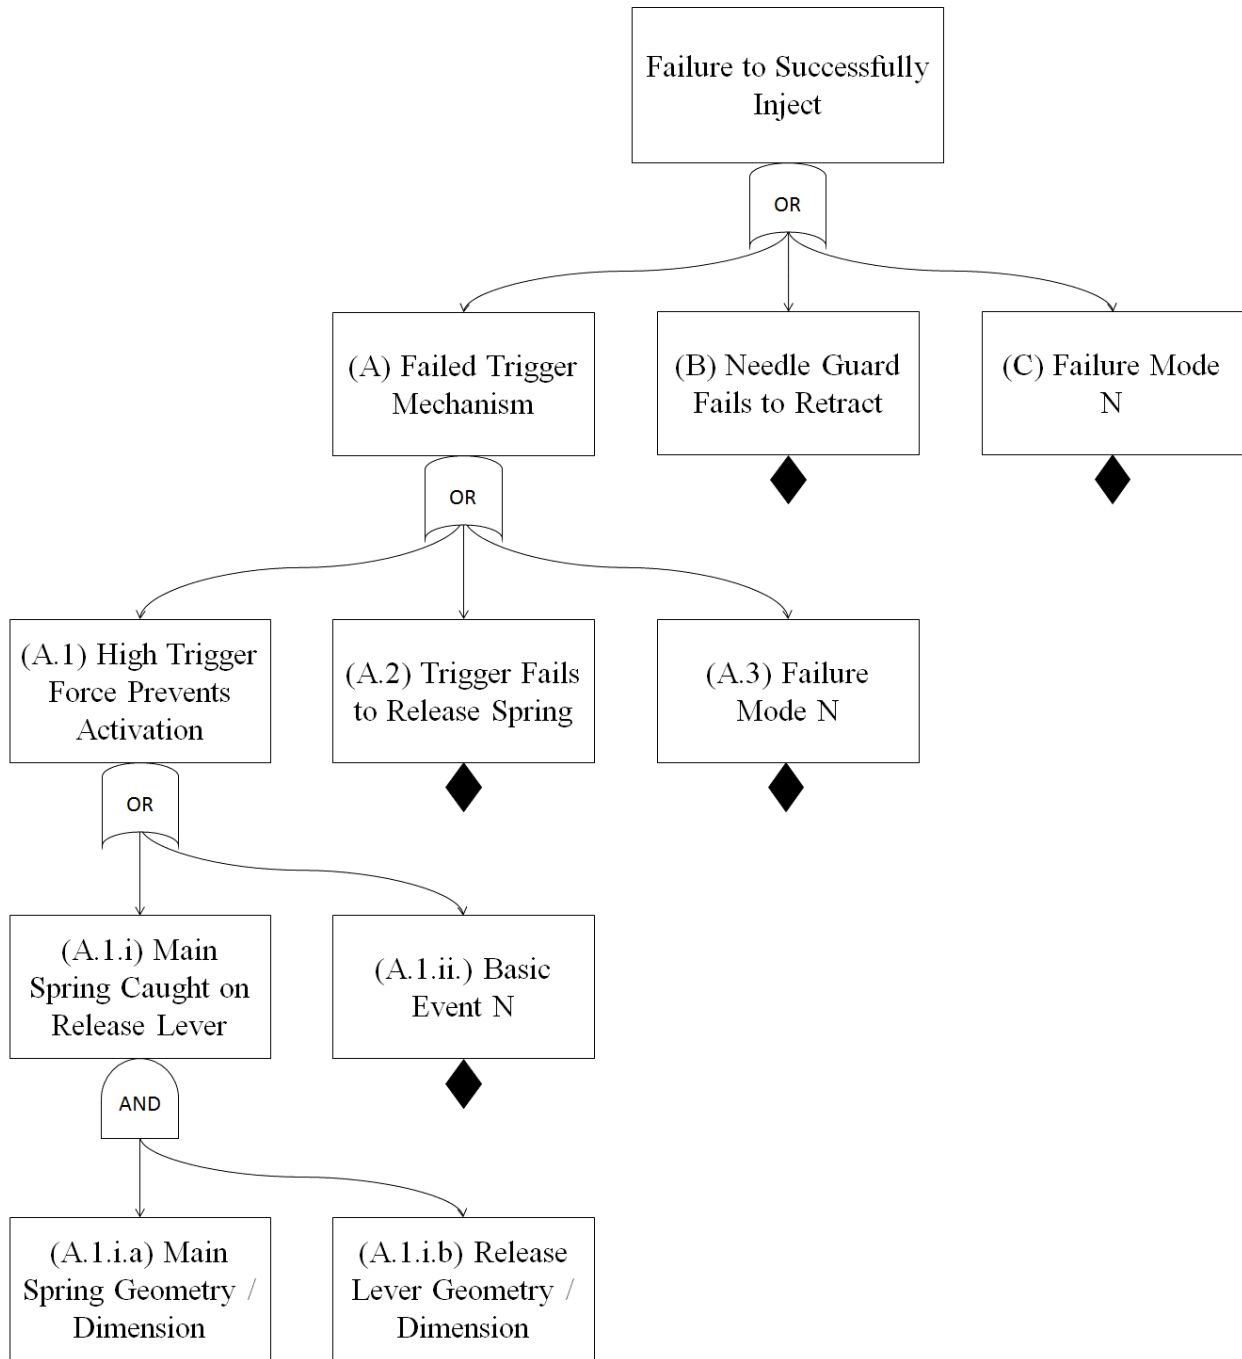 Failure to Successfully
Inject
OR
(A) Failed Trigger
Mechanism
(B) Needle Guard
Fails to Retract
(C) Failure Mode
N
OR
(A.1) High Trigger
Force Prevents
Activation
(A.2) Trigger Fails
to Release Spring
(A.3) Failure
Mode N
OR
(A.1.i) Main
Spring Caught on
Release Lever
(A.1.ii.) Basic
Event N
AND
(A.1.i.a) Main
Spring Geometry /
Dimension
(A.1.i.b) Release
Lever Geometry /
Dimension